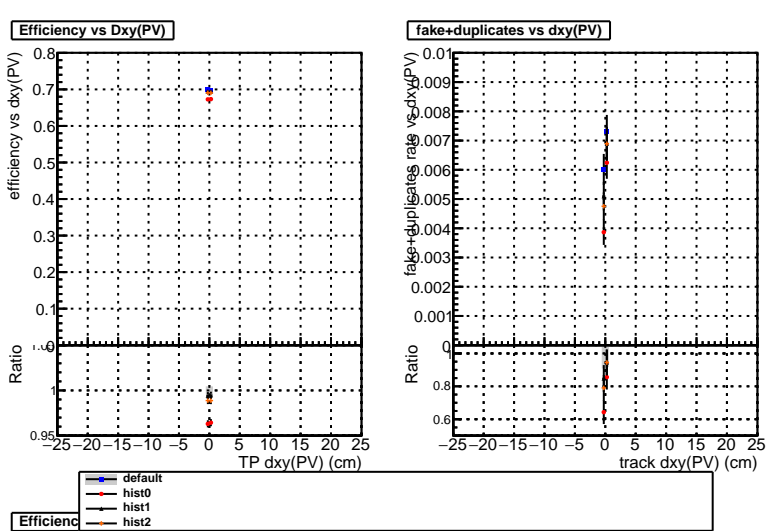 Efficiency vs Dxy(PV)
efficiency vs dxy(PV)
0.8
0.7
0.6
0.5
0.4
0.3
0.2
0.1
0
Ratio
1
0.95
−25 −20 −15 −10 −5 0 5 10 15 20 25
TP dxy(PV) (cm)
fake+duplicates vs dxy(PV)
fake+duplicates rate vs dxy(PV)
0.01
0.009
0.008
0.007
0.006
0.005
0.004
0.003
0.002
0.001
0
Ratio
1
0.8
0.6
−25 −20 −15 −10 −5 0 5 10 15 20 25
track dxy(PV) (cm)
default
hist0
hist1
hist2